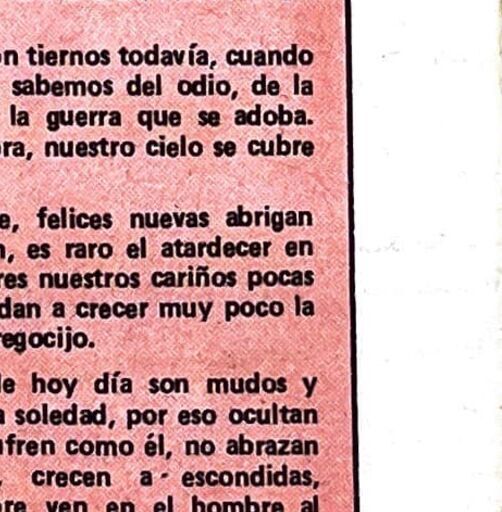 n tiernos todavía, cuando
sabemos del odio, de la
la guerra que se adoba.
ra, nuestro cielo se cubre
e, felices nuevas abrigan
n, es raro el atardecer en
res nuestros cariños pocas
dan a crecer muy poco la
egocijo.
le hoy día son mudos y
a soledad, por eso ocultan
ufren como él, no abrazan
, crecen a escondidas,
bre ven en el hombre al